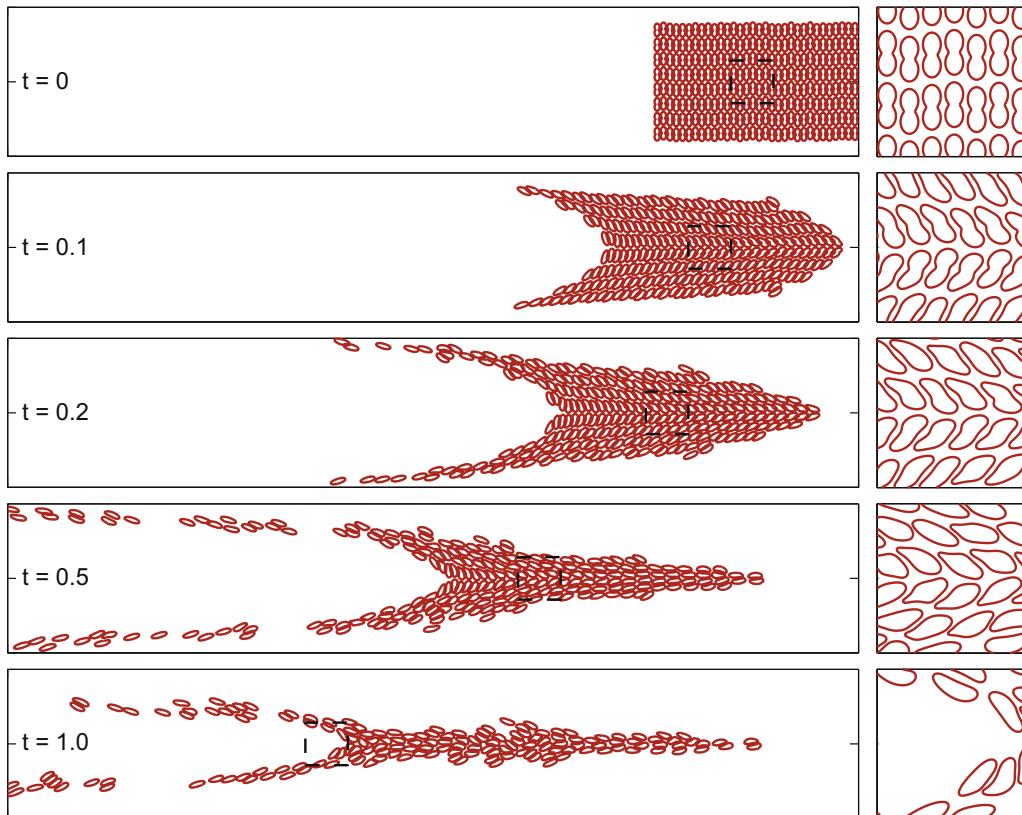 t = 0
t = 0.1
t = 0.2
t = 0.5
t = 1.0